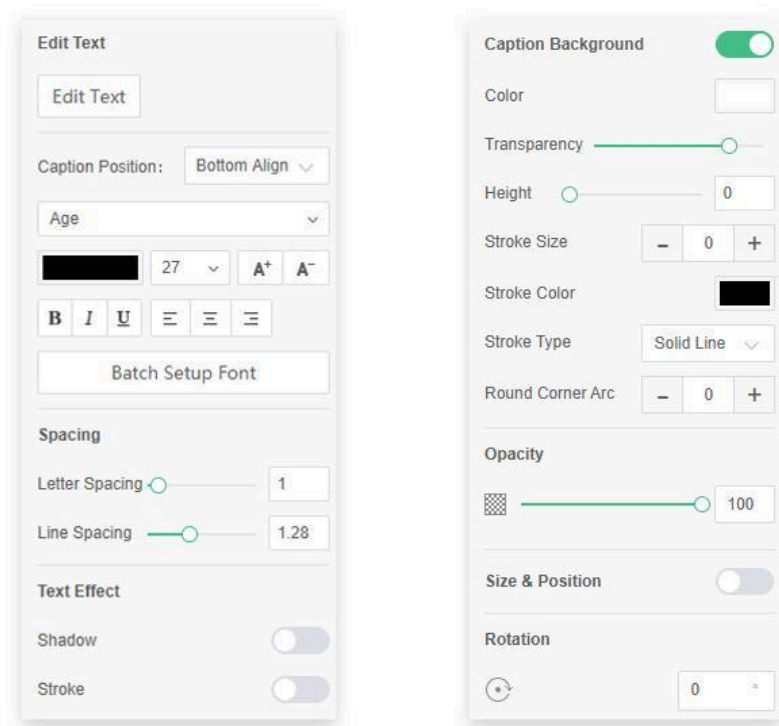 Edit Text
Edit Text
Caption Position: Bottom Align
Age
27 A+ A-
B I U
Batch Setup Font
Spacing
Letter Spacing 1
Line Spacing 1.28
Text Effect
Shadow
Stroke
Caption Background
Color
Transparency
Height 0
Stroke Size - 0 +
Stroke Color
Stroke Type Solid Line
Round Corner Arc - 0 +
Opacity
100
Size & Position
Rotation
0 °